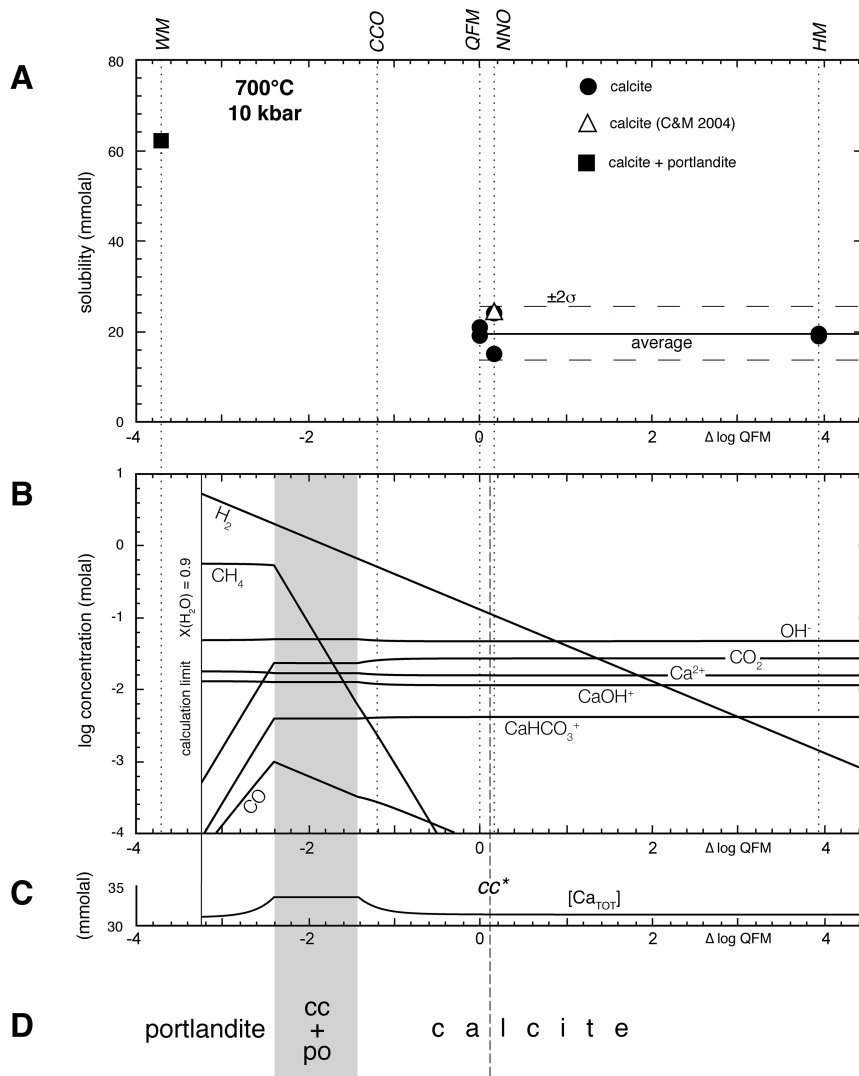 WM CCO QFM NNO HM
A
80
60
40
20
0
solubility (mmolal)
700°C
10 kbar
calcite
calcite (C&M 2004)
calcite + portlandite
±2σ
average
-4 -2 0 2 Δ log QFM 4
B
1
0
-1
-2
-3
-4
log concentration (molal)
calculation limit X(H₂O) = 0.9
H₂
CH₄
OH⁻
CO₂
Ca²⁺
CaOH⁺
CaHCO₃⁺
CO
-4 -2 0 2 Δ log QFM 4
C
35
30
(mmolal)
cc*
[Ca_TOT]
-4 -2 0 2 Δ log QFM 4
D
portlandite
cc
+
po
calcite